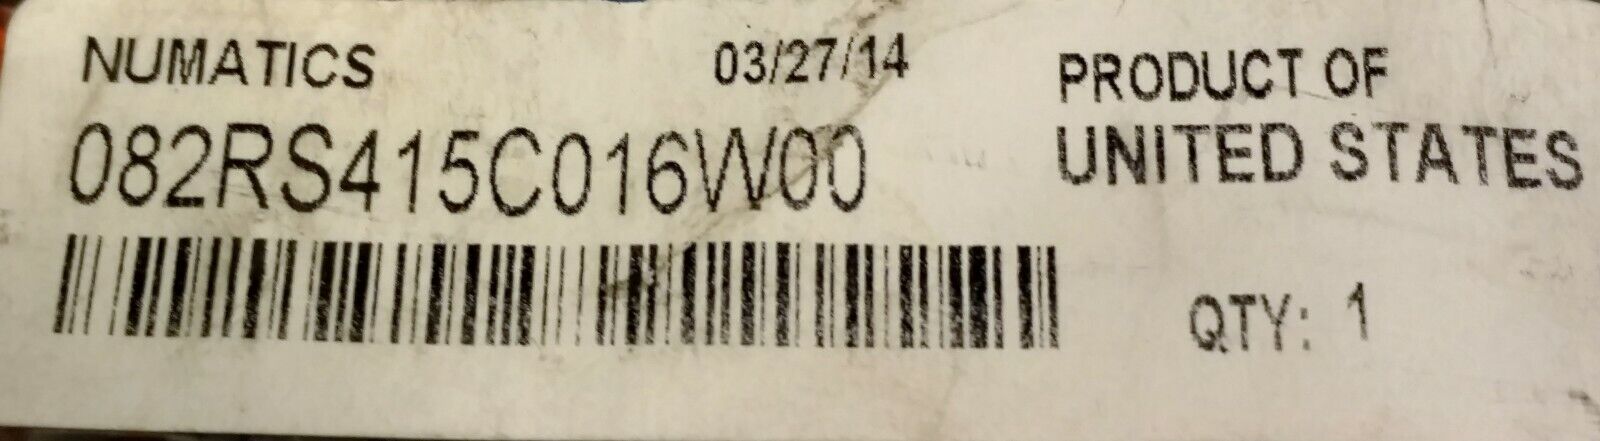 NUMATICS 03/27/14
082RS415C016W00
PRODUCT OF
UNITED STATES
QTY: 1